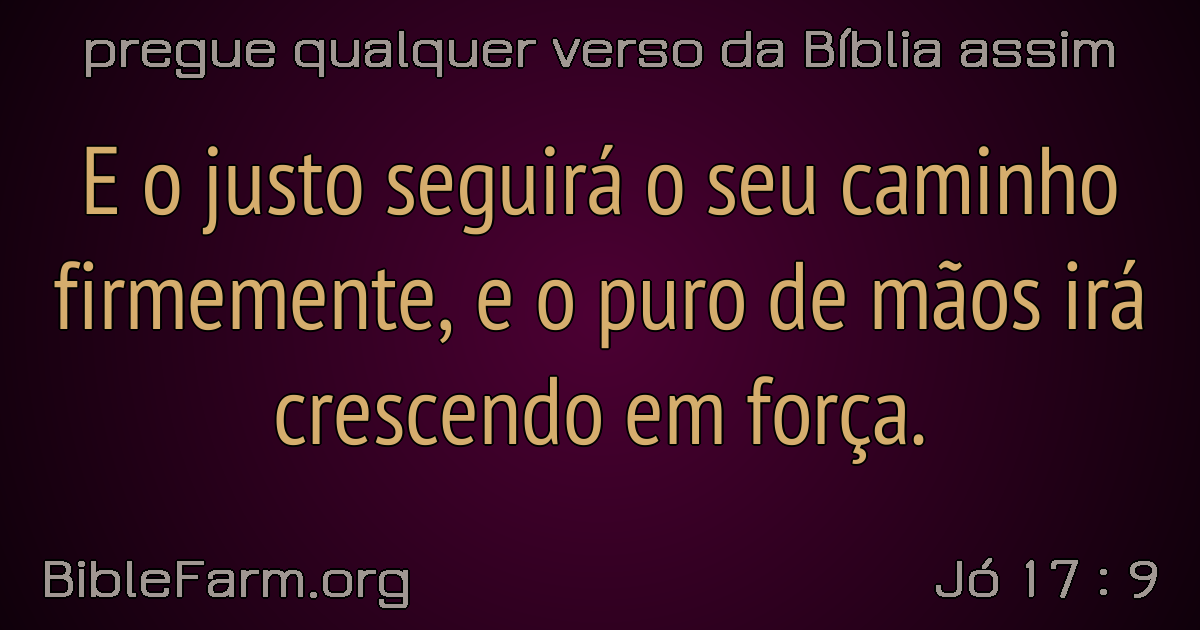 pregue qualquer verso da Bíblia assim
E o justo seguirá o seu caminho
firmemente, e o puro de mãos irá
crescendo em força.
BibleFarm.org
Jó 17 : 9